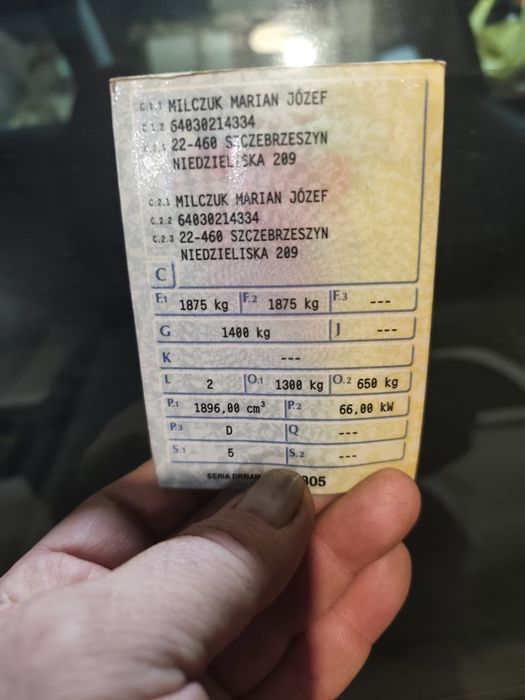 C.1.1 MILCZUK MARIAN JÓZEF
C.1.2 64030214334
22-460 SZCZEBRZESZYN
NIEDZIELISKA 209
C.2.1 MILCZUK MARIAN JÓZEF
C.2.2 64030214334
C.2.3 22-460 SZCZEBRZESZYN
NIEDZIELISKA 209
C
F.1 1875 kg F.2 1875 kg F.3 ---
G 1400 kg J ---
K ---
L 2 O.1 1300 kg O.2 650 kg
P.1 1896,00 cm³ P.2 66,00 kW
P.3 D Q ---
S.1 5 S.2 ---
SERIA 305